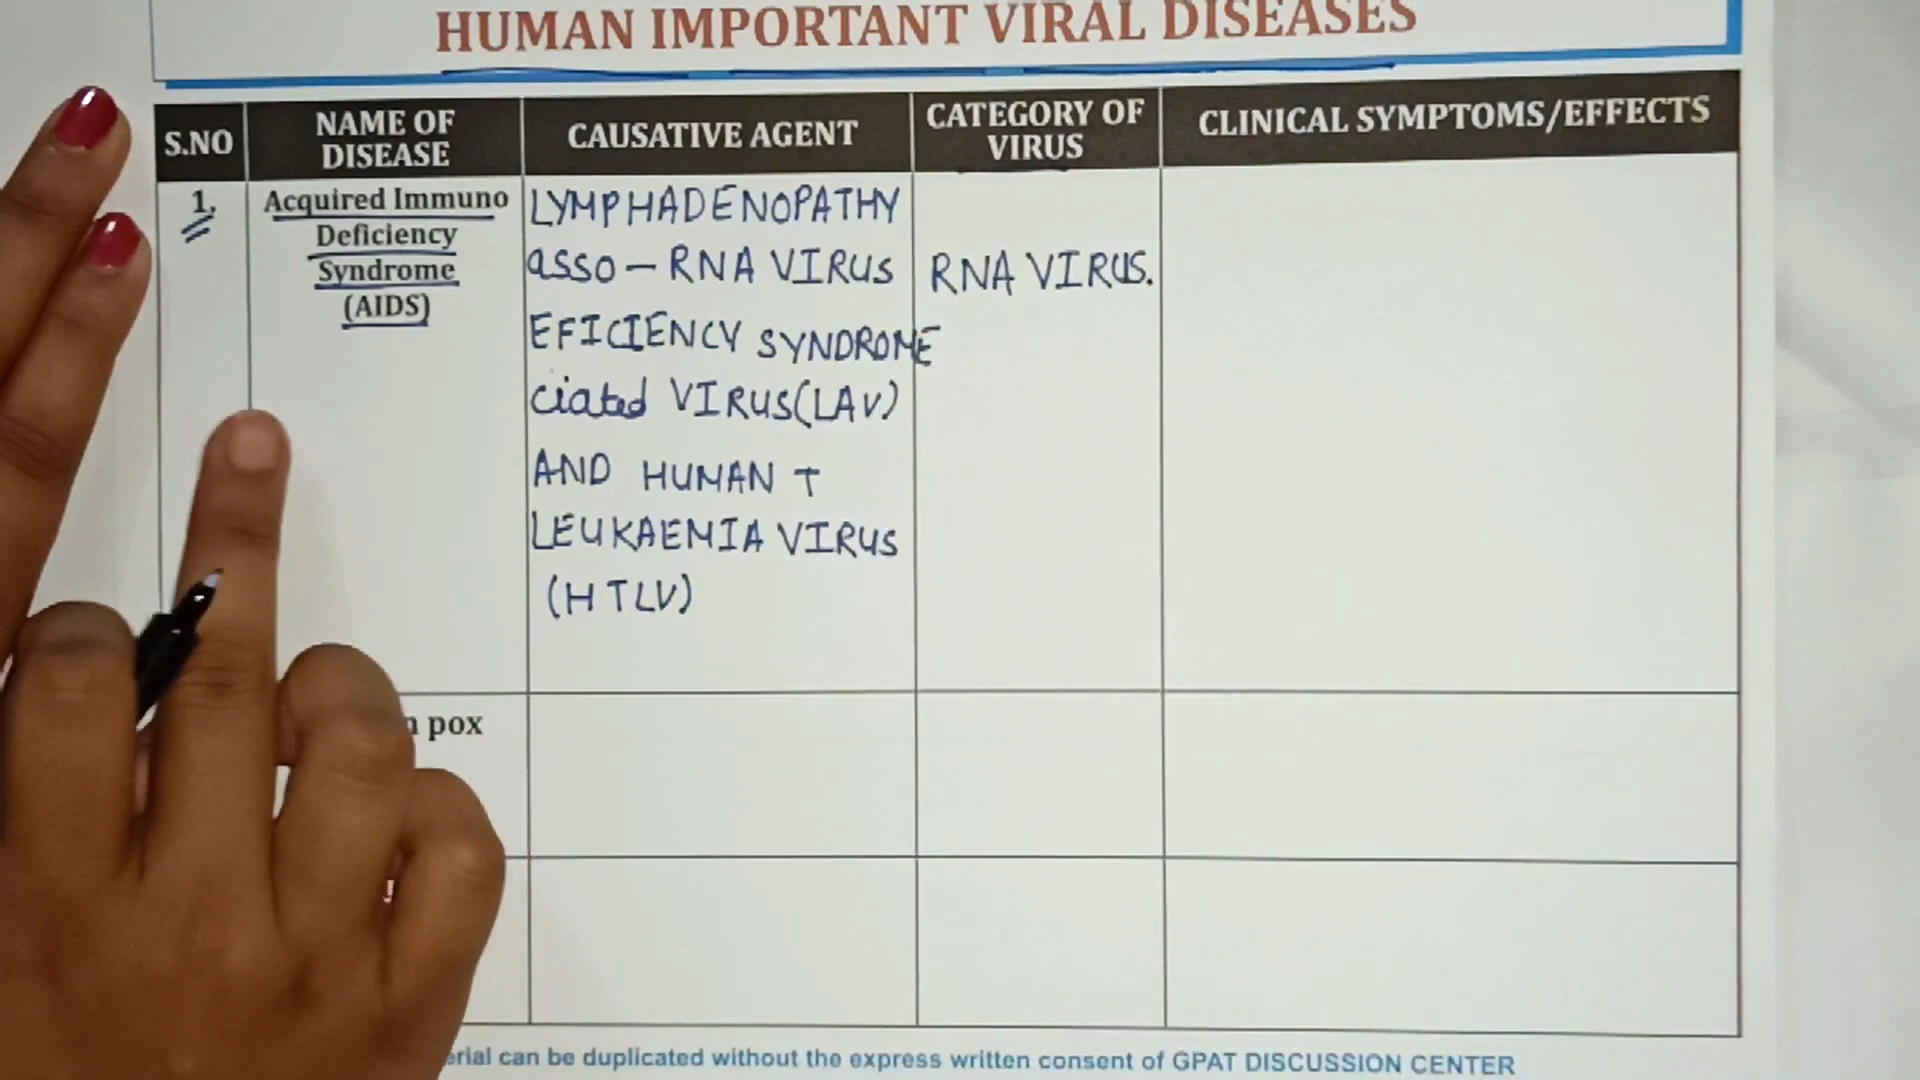 HUMAN IMPORTANT VIRAL DISEASES
S.NO
NAME OF
DISEASE
CAUSATIVE AGENT
CATEGORY OF
VIRUS
CLINICAL SYMPTOMS/EFFECTS
1.
Acquired Immuno
Deficiency
Syndrome
(AIDS)
LYMPHADENOPATHY
asso - RNA VIRUS
EFICIENCY SYNDROME
ciated VIRUS(LAV)
AND HUMAN T
LEUKAEMIA VIRUS
(HTLV)
RNA VIRUS.
pox
can be duplicated without the express written consent of GPAT DISCUSSION CENTER